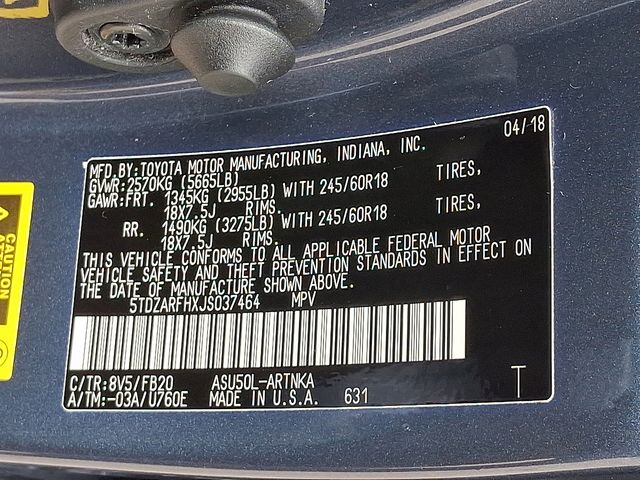 04/18
MFD.BY:TOYOTA MOTOR MANUFACTURING, INDIANA, INC.
GVWR:2570KG (5665LB)
GAWR:FRT. 1345KG (2955LB) WITH 245/60R18 TIRES,
18X7.5J RIMS.
RR. 1490KG (3275LB) WITH 245/60R18 TIRES,
18X7.5J RIMS.
THIS VEHICLE CONFORMS TO ALL APPLICABLE FEDERAL MOTOR
VEHICLE SAFETY AND THEFT PREVENTION STANDARDS IN EFFECT ON
THE DATE OF MANUFACTURE SHOWN ABOVE.
5TDZARFHXJS037464 MPV
C/TR:8V5/FB20 ASU50L-ARTNKA
A/TM:-03A/U760E MADE IN U.S.A. 631 T
CAUTION